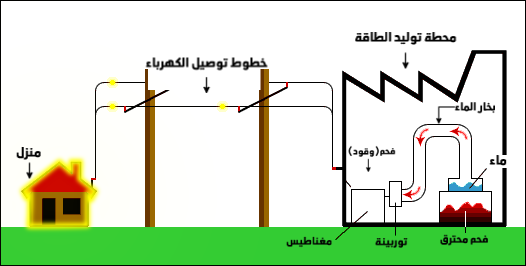 محطة توليد الطاقة
خطوط توصيل الكهرباء
بخار الماء
فحم(وقود)
ماء
منزل
فحم محترق
توربينة
مغناطيس